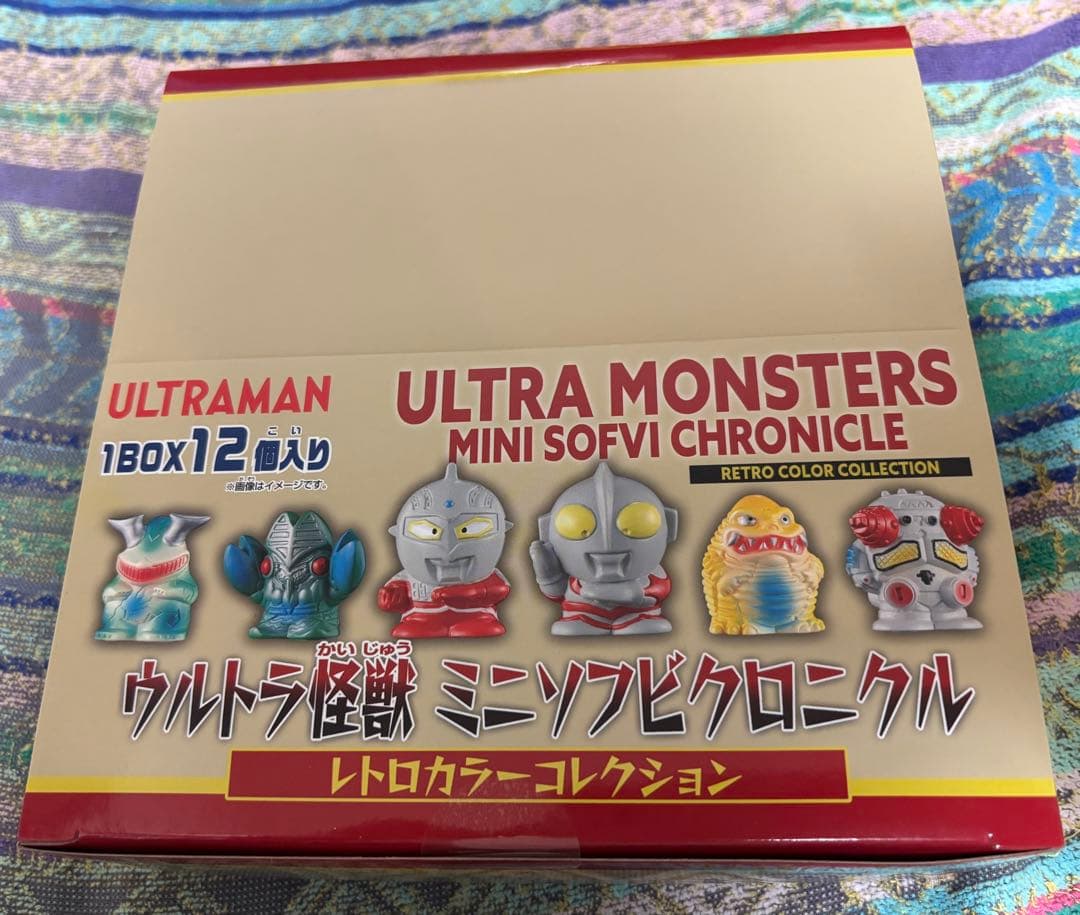 ULTRAMAN
1BOX12個入り
こい
※画像はイメージです。
ULTRA MONSTERS
MINI SOFVI CHRONICLE
RETRO COLOR COLLECTION
かいじゅう
ウルトラ怪獣 ミニソフビクロニクル
レトロカラーコレクション